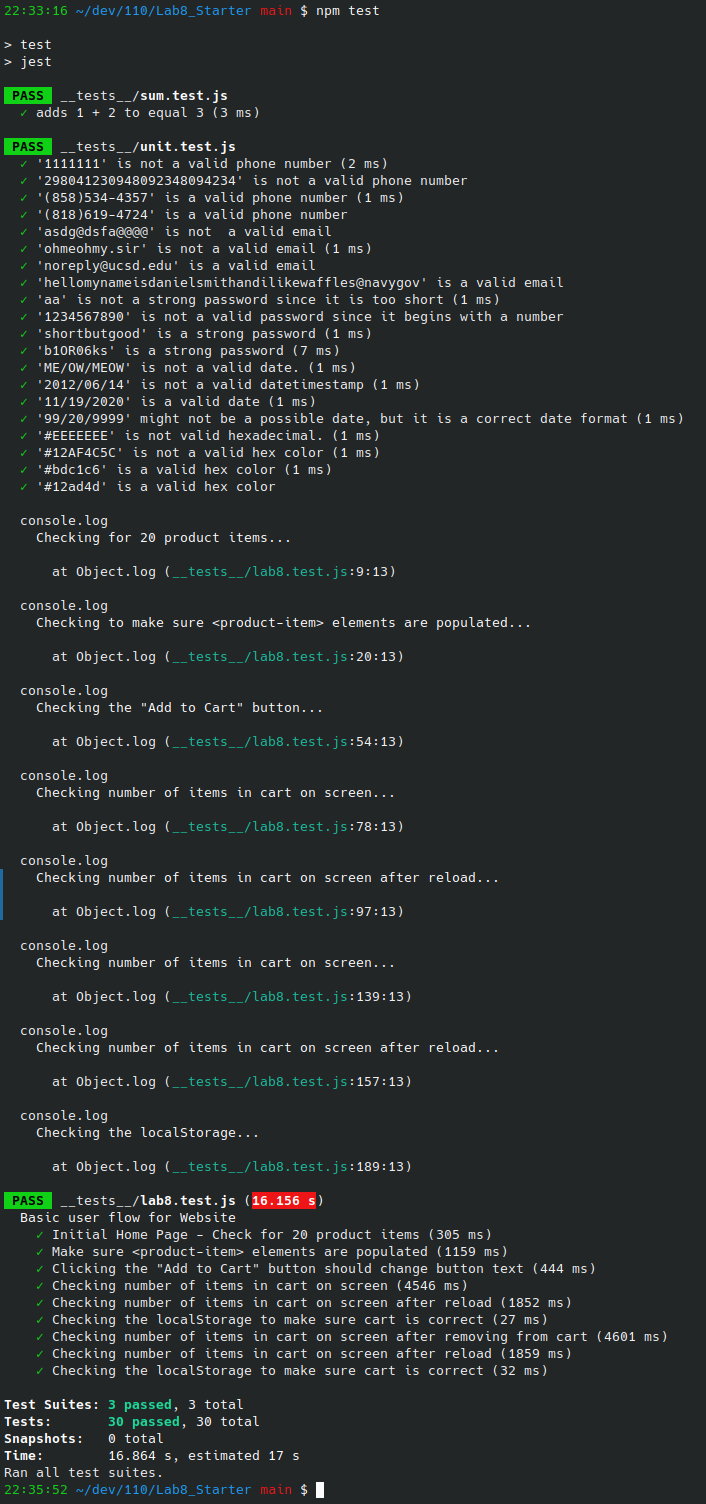 22:33:16 ~/dev/110/Lab8_Starter main $ npm test
> test
> jest
PASS __tests__/sum.test.js
✓ adds 1 + 2 to equal 3 (3 ms)
PASS __tests__/unit.test.js
✓ '1111111' is not a valid phone number (2 ms)
✓ '298041230948092348094234' is not a valid phone number
✓ '(858)534-4357' is a valid phone number (1 ms)
✓ '(818)619-4724' is a valid phone number
✓ 'asdg@dsfa@@@@' is not  a valid email
✓ 'ohmeohmy.sir' is not a valid email (1 ms)
✓ 'noreply@ucsd.edu' is a valid email
✓ 'hellomynameisdanielsmithandilikewaffles@navygov' is a valid email
✓ 'aa' is not a strong password since it is too short (1 ms)
✓ '1234567890' is not a valid password since it begins with a number
✓ 'shortbutgood' is a strong password (1 ms)
✓ 'b1OR06ks' is a strong password (7 ms)
✓ 'ME/OW/MEOW' is not a valid date. (1 ms)
✓ '2012/06/14' is not a valid datetimestamp (1 ms)
✓ '11/19/2020' is a valid date (1 ms)
✓ '99/20/9999' might not be a possible date, but it is a correct date format (1 ms)
✓ '#EEEEEEE' is not valid hexadecimal. (1 ms)
✓ '#12AF4C5C' is not a valid hex color (1 ms)
✓ '#bdc1c6' is a valid hex color (1 ms)
✓ '#12ad4d' is a valid hex color
console.log
Checking for 20 product items...
at Object.log (__tests__/lab8.test.js:9:13)
console.log
Checking to make sure <product-item> elements are populated...
at Object.log (__tests__/lab8.test.js:20:13)
console.log
Checking the "Add to Cart" button...
at Object.log (__tests__/lab8.test.js:54:13)
console.log
Checking number of items in cart on screen...
at Object.log (__tests__/lab8.test.js:78:13)
console.log
Checking number of items in cart on screen after reload...
at Object.log (__tests__/lab8.test.js:97:13)
console.log
Checking number of items in cart on screen...
at Object.log (__tests__/lab8.test.js:139:13)
console.log
Checking number of items in cart on screen after reload...
at Object.log (__tests__/lab8.test.js:157:13)
console.log
Checking the localStorage...
at Object.log (__tests__/lab8.test.js:189:13)
PASS __tests__/lab8.test.js (16.156 s)
Basic user flow for Website
✓ Initial Home Page - Check for 20 product items (305 ms)
✓ Make sure <product-item> elements are populated (1159 ms)
✓ Clicking the "Add to Cart" button should change button text (444 ms)
✓ Checking number of items in cart on screen (4546 ms)
✓ Checking number of items in cart on screen after reload (1852 ms)
✓ Checking the localStorage to make sure cart is correct (27 ms)
✓ Checking number of items in cart on screen after removing from cart (4601 ms)
✓ Checking number of items in cart on screen after reload (1859 ms)
✓ Checking the localStorage to make sure cart is correct (32 ms)
Test Suites: 3 passed, 3 total
Tests: 30 passed, 30 total
Snapshots: 0 total
Time: 16.864 s, estimated 17 s
Ran all test suites.
22:35:52 ~/dev/110/Lab8_Starter main $